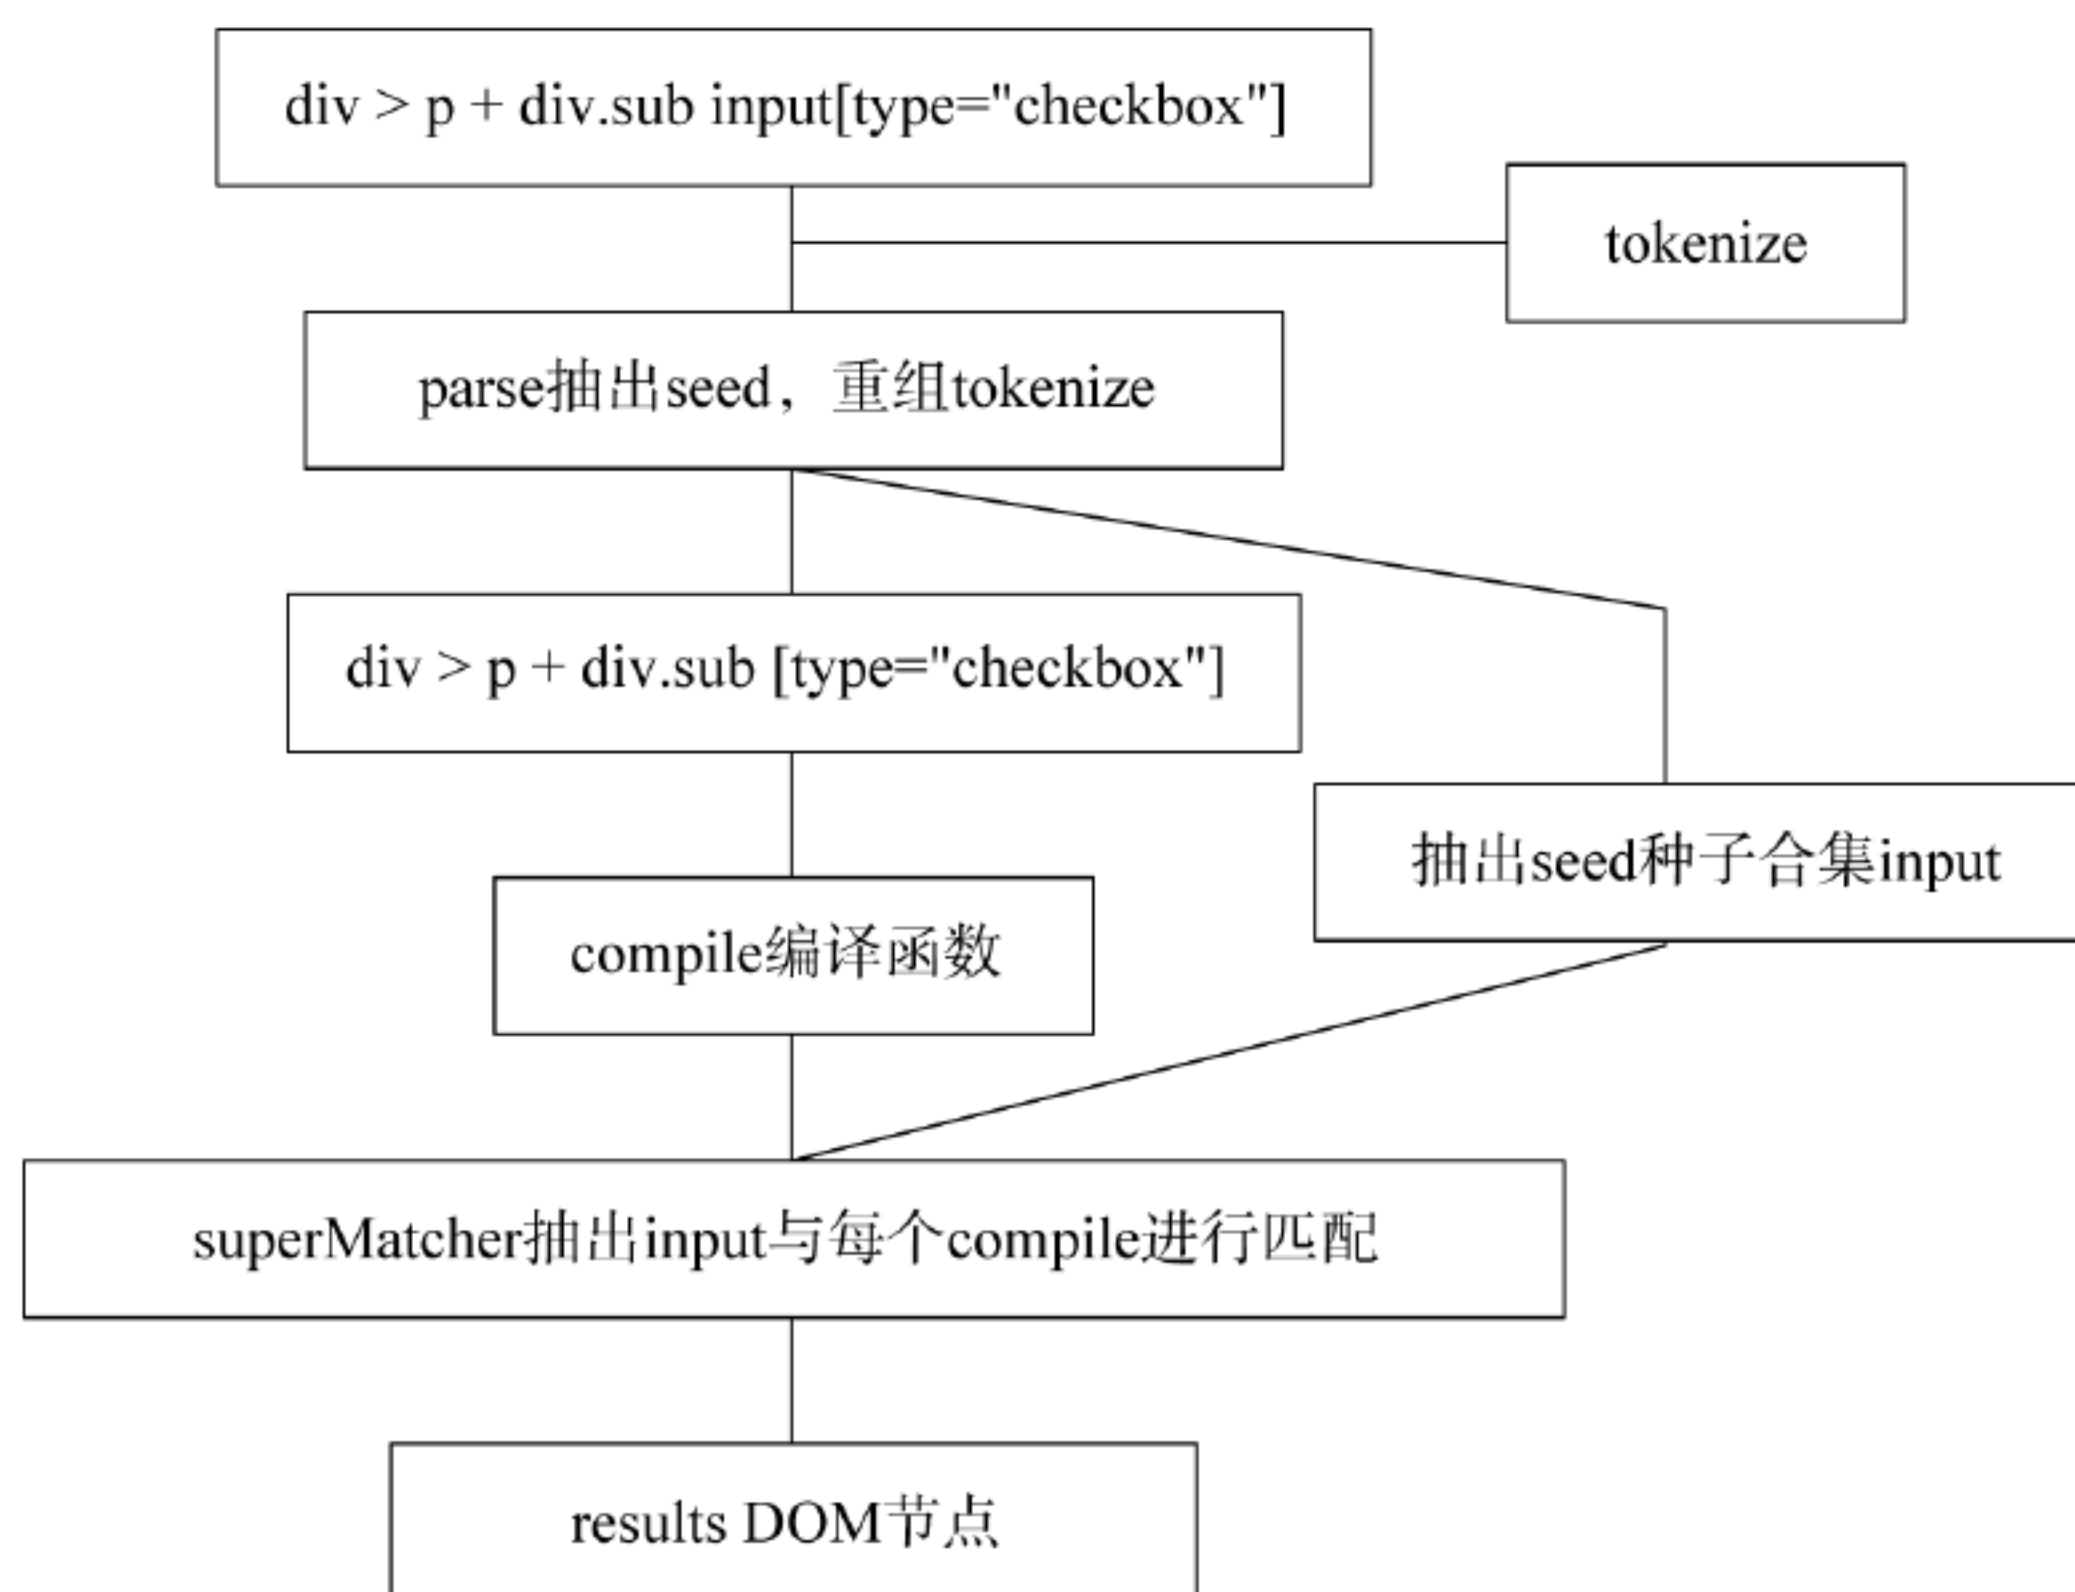 div > p + div.sub input[type="checkbox"]
tokenize
parse抽出seed，重组tokenize
div > p + div.sub [type="checkbox"]
抽出seed种子合集input
compile编译函数
superMatcher抽出input与每个compile进行匹配
results DOM节点